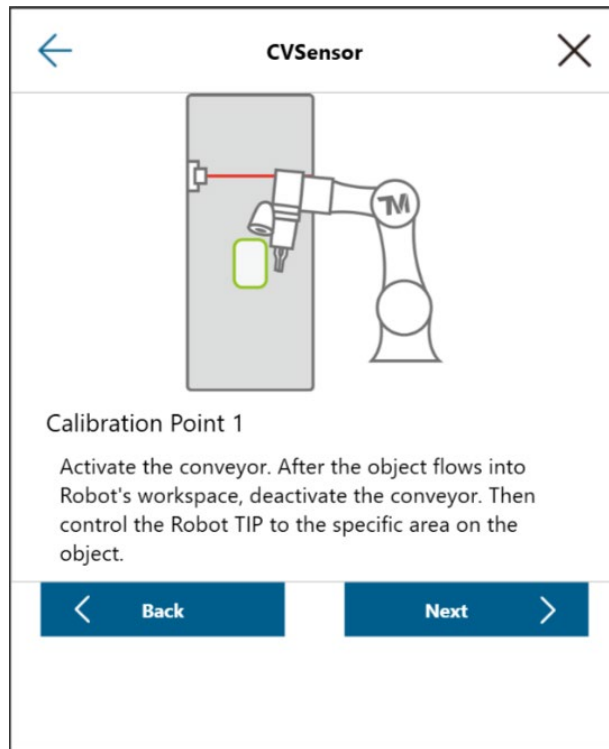 CVSensor
TM
Calibration Point 1
Activate the conveyor. After the object flows into
Robot's workspace, deactivate the conveyor. Then
control the Robot TIP to the specific area on the
object.
Back
Next